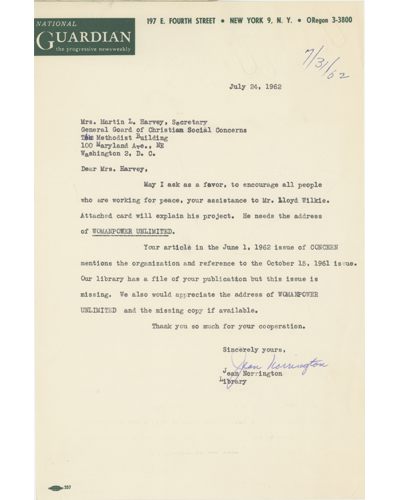 NATIONAL
GUARDIAN
the progressive newsweekly
197 E. FOURTH STREET • NEW YORK 9, N. Y. • ORegon 3-3800
7/31/62
July 24, 1962
Mrs. Martin L. Harvey, Secretary
General Goard of Christian Social Concerns
The Methodist Building
100 Maryland Ave., NE
Washington 2, D. C.
Dear Mrs. Harvey,
May I ask as a favor, to encourage all people
who are working for peace, your assistance to Mr. Lloyd Wilkie.
Attached card will explain his project. He needs the address
of WOMANPOWER UNLIMITED.
Your article in the June 1, 1962 issue of CONCERN
mentions the organization and reference to the October 15, 1961 issue.
Our library has a file of your publication but this issue is
missing. We also would appreciate the address of WOMANPOWER
UNLIMITED and the missing copy if available.
Thank you so much for your cooperation.
Sincerely yours,
Jean Norrington
Jean Norrington
Library
207